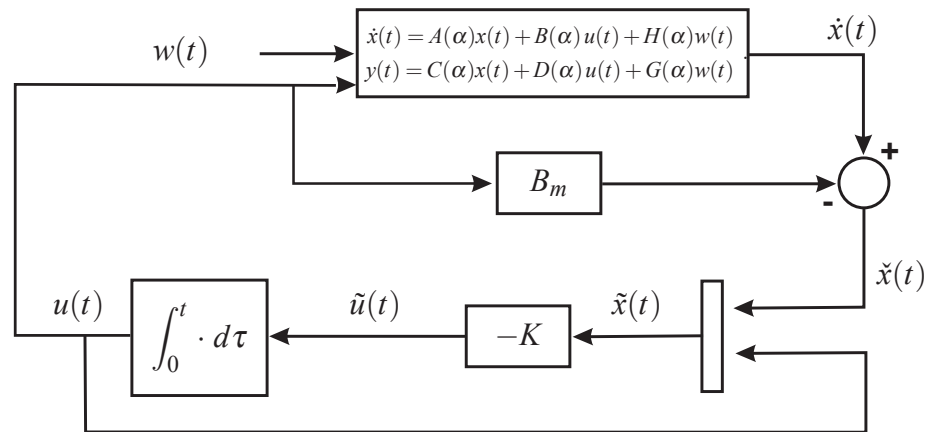 w(t)
ẋ(t) = A(α)x(t) + B(α)u(t) + H(α)w(t)
y(t) = C(α)x(t) + D(α)u(t) + G(α)w(t)
ẋ(t)
+
B_m
-
x̌(t)
u(t)
∫_0^t · dτ
ũ(t)
−K
x̃(t)